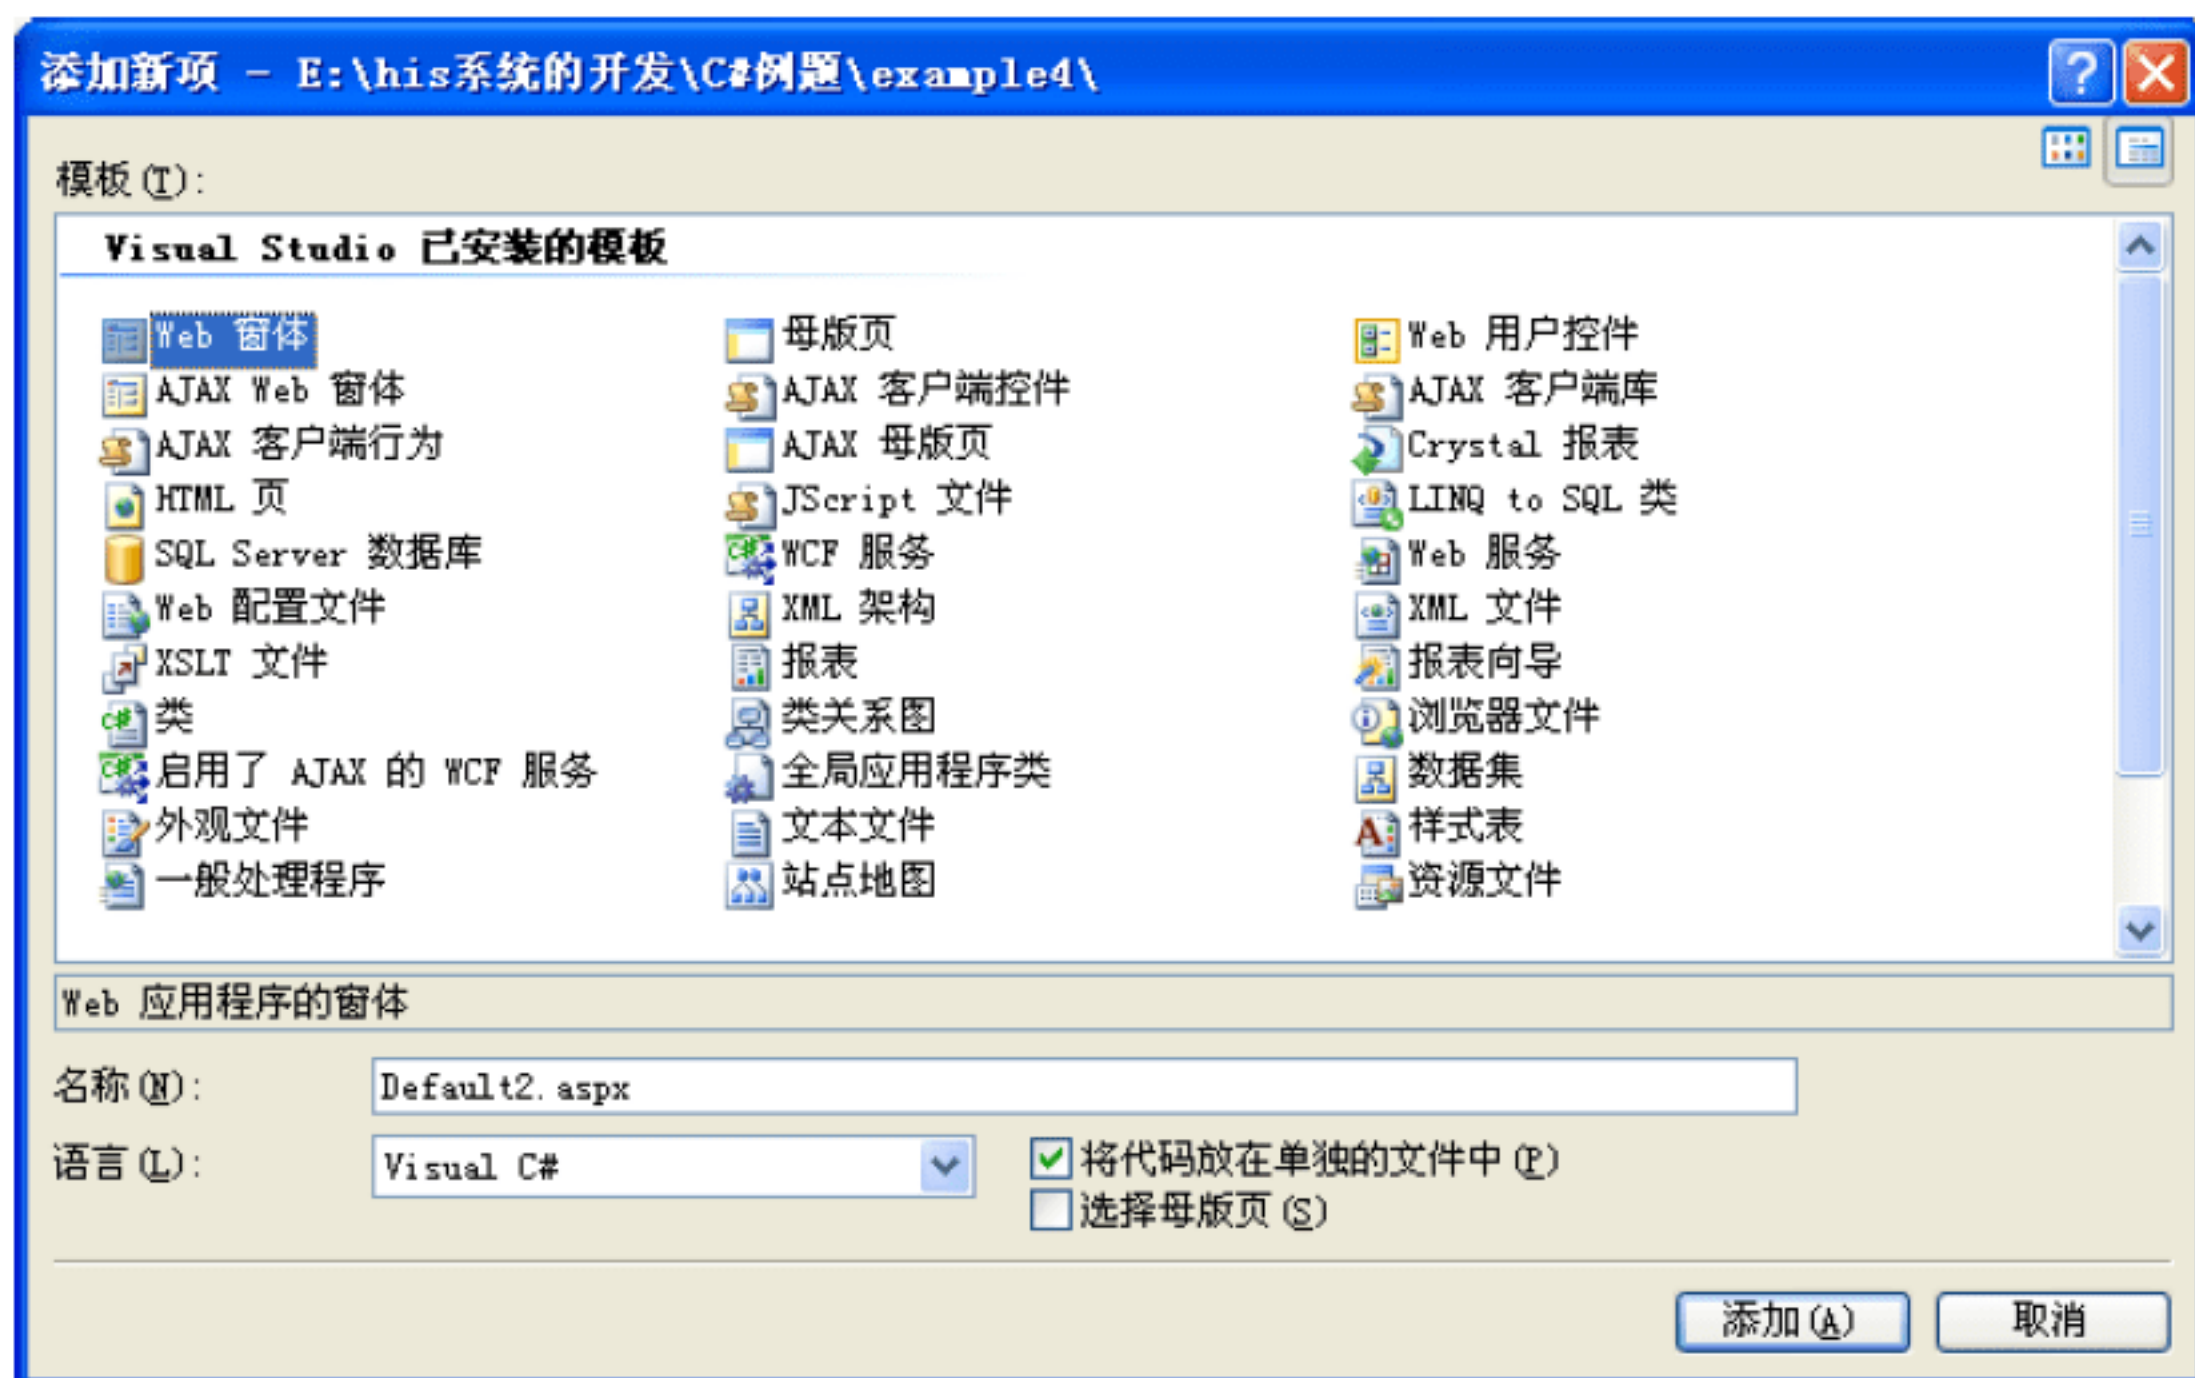 添加新项 - E:\his系统的开发\C#例题\example4\
模板(T):
Visual Studio 已安装的模板
Web 窗体 母版页 Web 用户控件
AJAX Web 窗体 AJAX 客户端控件 AJAX 客户端库
AJAX 客户端行为 AJAX 母版页 Crystal 报表
HTML 页 JScript 文件 LINQ to SQL 类
SQL Server 数据库 WCF 服务 Web 服务
Web 配置文件 XML 架构 XML 文件
XSLT 文件 报表 报表向导
类 类关系图 浏览器文件
启用了 AJAX 的 WCF 服务 全局应用程序类 数据集
外观文件 文本文件 样式表
一般处理程序 站点地图 资源文件
Web 应用程序的窗体
名称(N): Default2.aspx
语言(L): Visual C# 将代码放在单独的文件中(P)
选择母版页(S)
添加(A) 取消